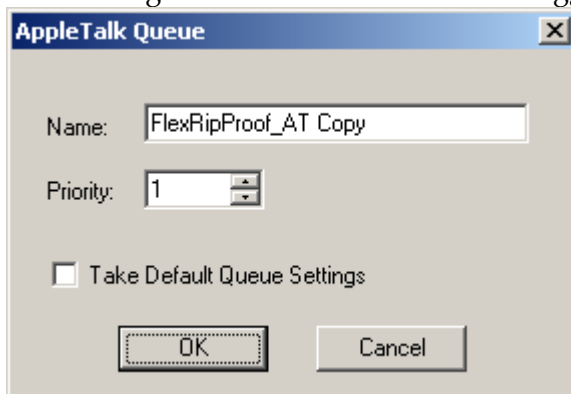 AppleTalk Queue
Name: FlexRipProof_AT Copy
Priority: 1
Take Default Queue Settings
OK Cancel